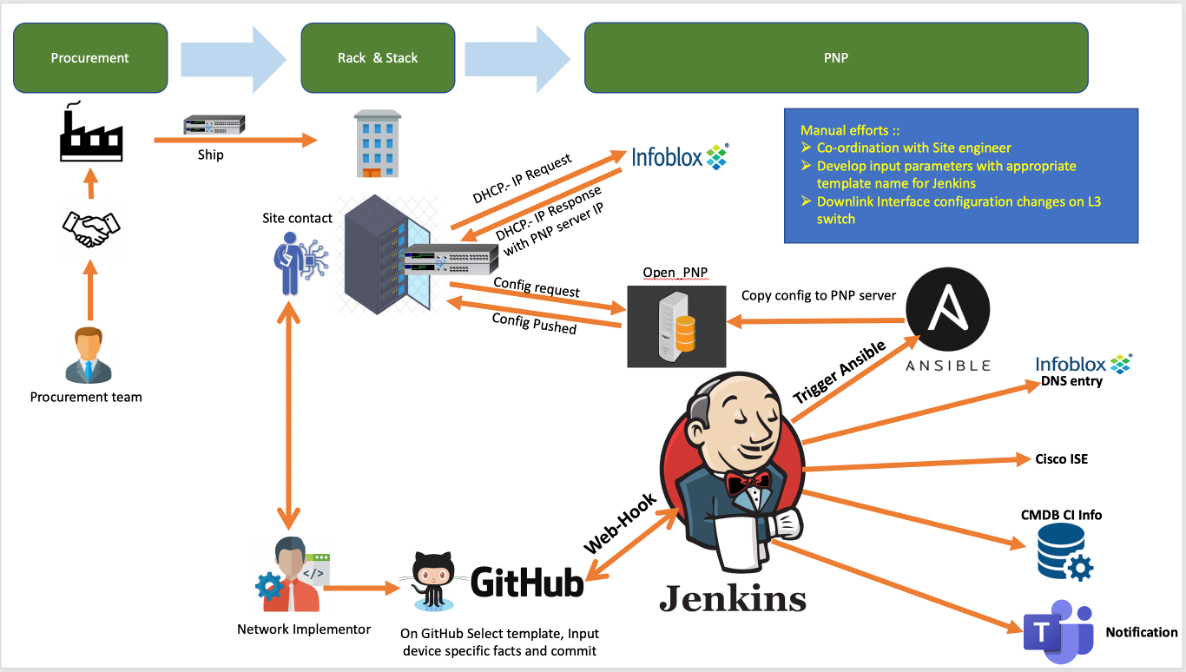 Procurement
Rack & Stack
PNP
Manual efforts ::
Co-ordination with Site engineer
Develop input parameters with appropriate
template name for Jenkins
Downlink Interface configuration changes on L3
switch
Ship
DHCP.- IP Request
Infoblox
DHCP.- IP Response
with PNP server IP
Site contact
Config request
Config Pushed
Open_PNP
Copy config to PNP server
ANSIBLE
Trigger Ansible
Infoblox
DNS entry
Procurement team
Cisco ISE
CMDB CI Info
Web-Hook
</>
GitHub
Jenkins
Network Implementor
On GitHub Select template, Input
device specific facts and commit
T
Notification